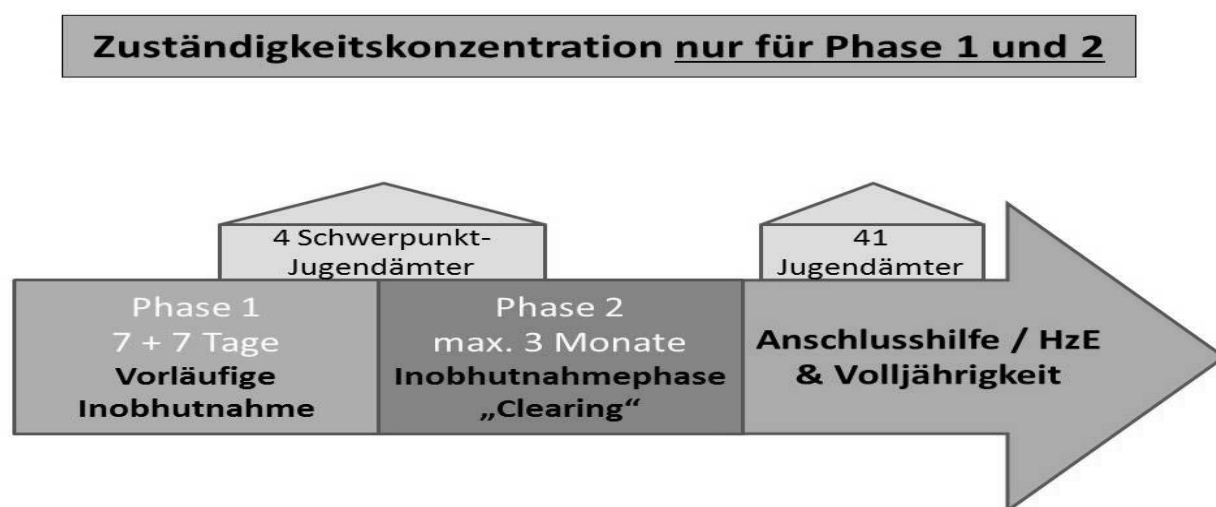 Zuständigkeitskonzentration nur für Phase 1 und 2
4 Schwerpunkt-
Jugendämter
41
Jugendämter
Phase 1
7 + 7 Tage
Vorläufige
Inobhutnahme
Phase 2
max. 3 Monate
Inobhutnahmephase
„Clearing“
Anschlusshilfe / HzE
& Volljährigkeit